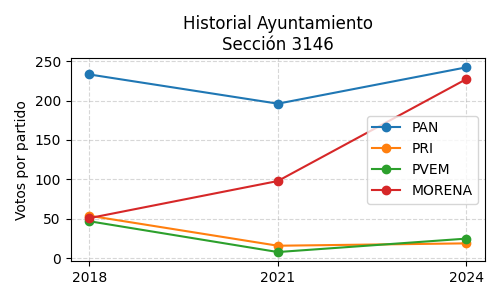 Historial Ayuntamiento
Sección 3146
Votos por partido
250
200
150
100
50
0
2018
2021
2024
PAN
PRI
PVEM
MORENA